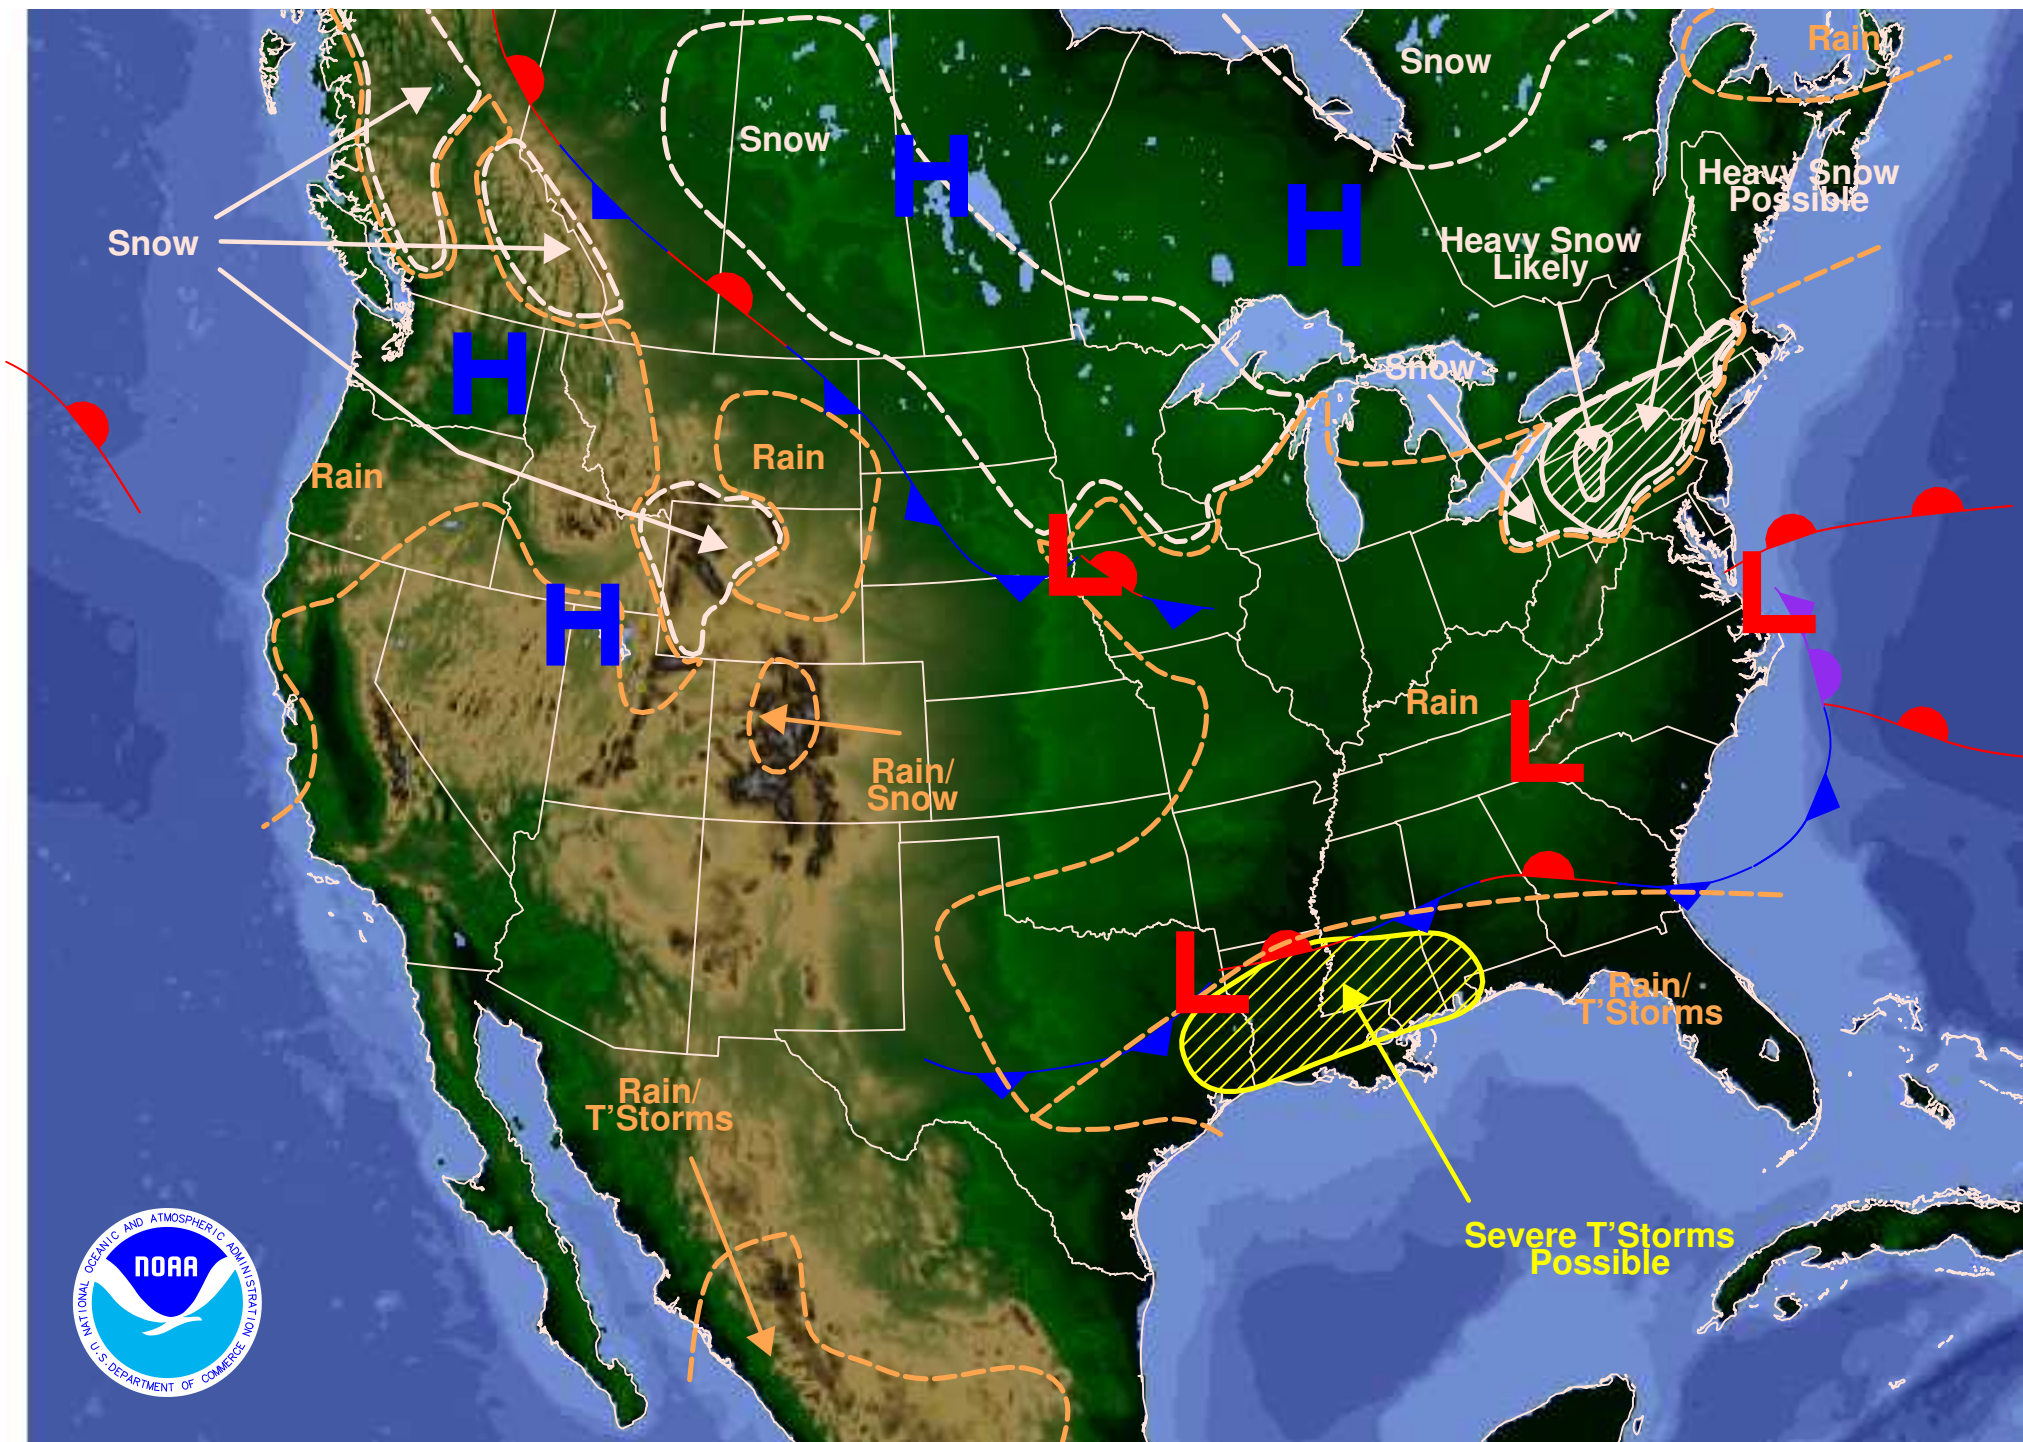 Rain
Snow
Snow
Heavy Snow
Possible
H
H
Heavy Snow
Likely
Snow
H
Snow
Rain
Rain
L
L
H
Rain
L
Rain/
Snow
L
Rain/
T'Storms
Rain/
T'Storms
Severe T'Storms
Possible
NATIONAL OCEANIC AND ATMOSPHERIC ADMINISTRATION
NOAA
U.S. DEPARTMENT OF COMMERCE